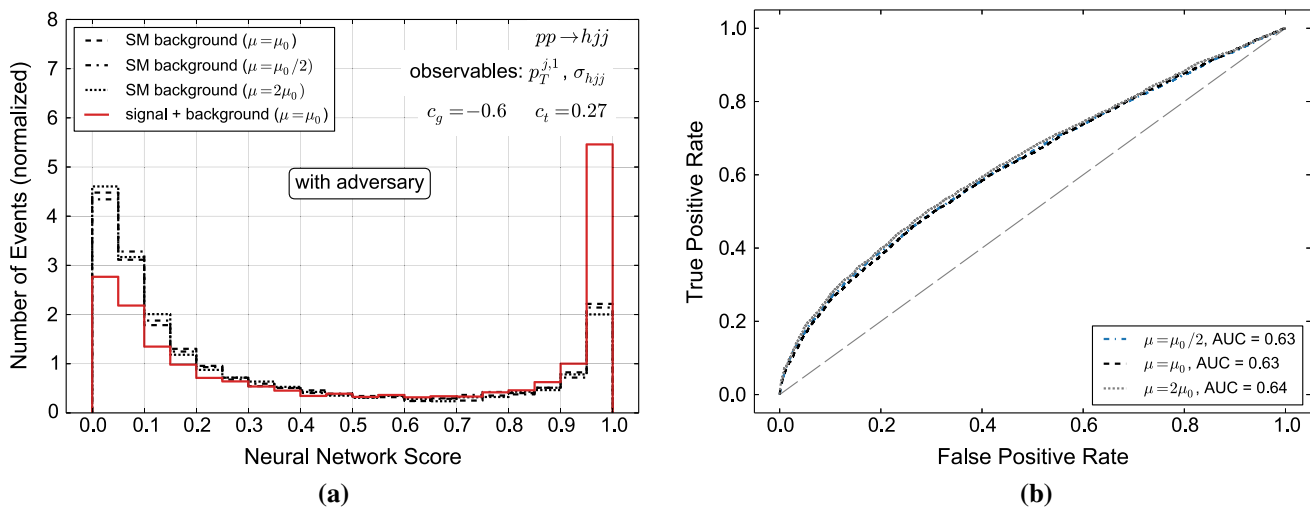 8
7
6
5
4
3
2
1
0
Number of Events (normalized)
SM background (μ=μ₀)
SM background (μ=μ₀/2)
SM background (μ=2μ₀)
signal + background (μ=μ₀)
pp→hjj
observables: p_T^{j,1}, σ_{hjj}
c_g=−0.6 c_t=0.27
with adversary
0.0 0.1 0.2 0.3 0.4 0.5 0.6 0.7 0.8 0.9 1.0
Neural Network Score
(a)
1.0
0.8
0.6
0.4
0.2
0.0
True Positive Rate
μ=μ₀/2, AUC = 0.63
μ=μ₀, AUC = 0.63
μ=2μ₀, AUC = 0.64
0.0 0.2 0.4 0.6 0.8 1.0
False Positive Rate
(b)